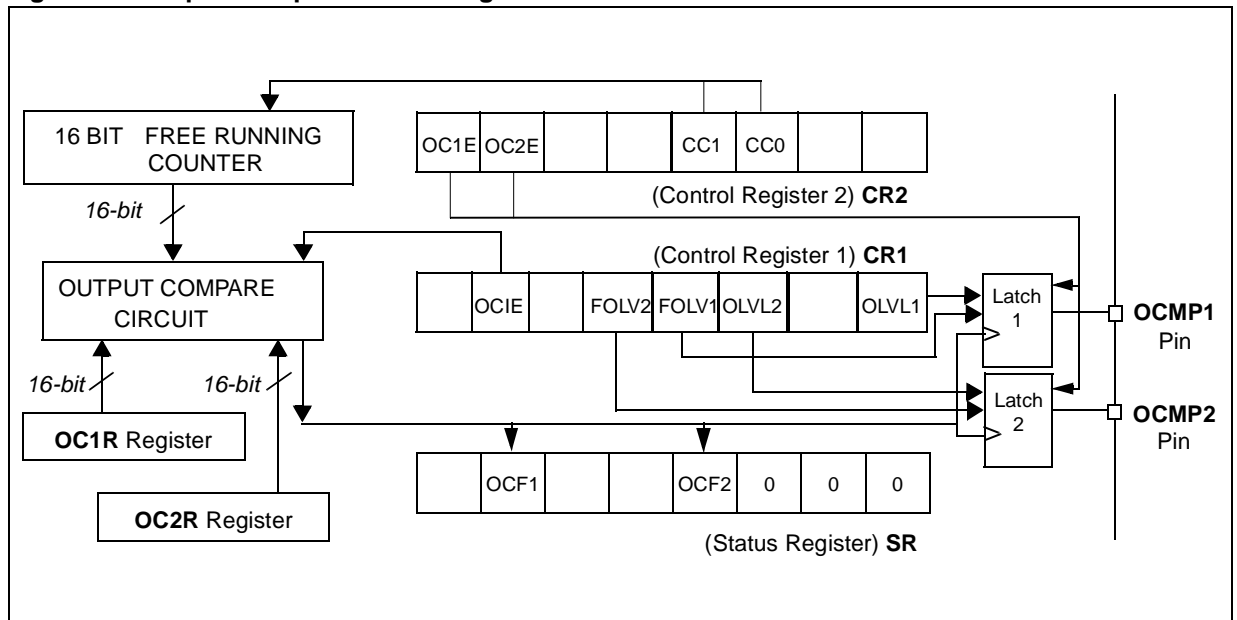 16 BIT FREE RUNNING
COUNTER
16-bit
OC1E OC2E CC1 CC0
(Control Register 2) CR2
(Control Register 1) CR1
OUTPUT COMPARE
CIRCUIT
OCIE FOLV2 FOLV1 OLVL2 OLVL1
Latch
1
OCMP1
Pin
16-bit
16-bit
Latch
2
OCMP2
Pin
OC1R Register
OCF1 OCF2 0 0 0
OC2R Register
(Status Register) SR